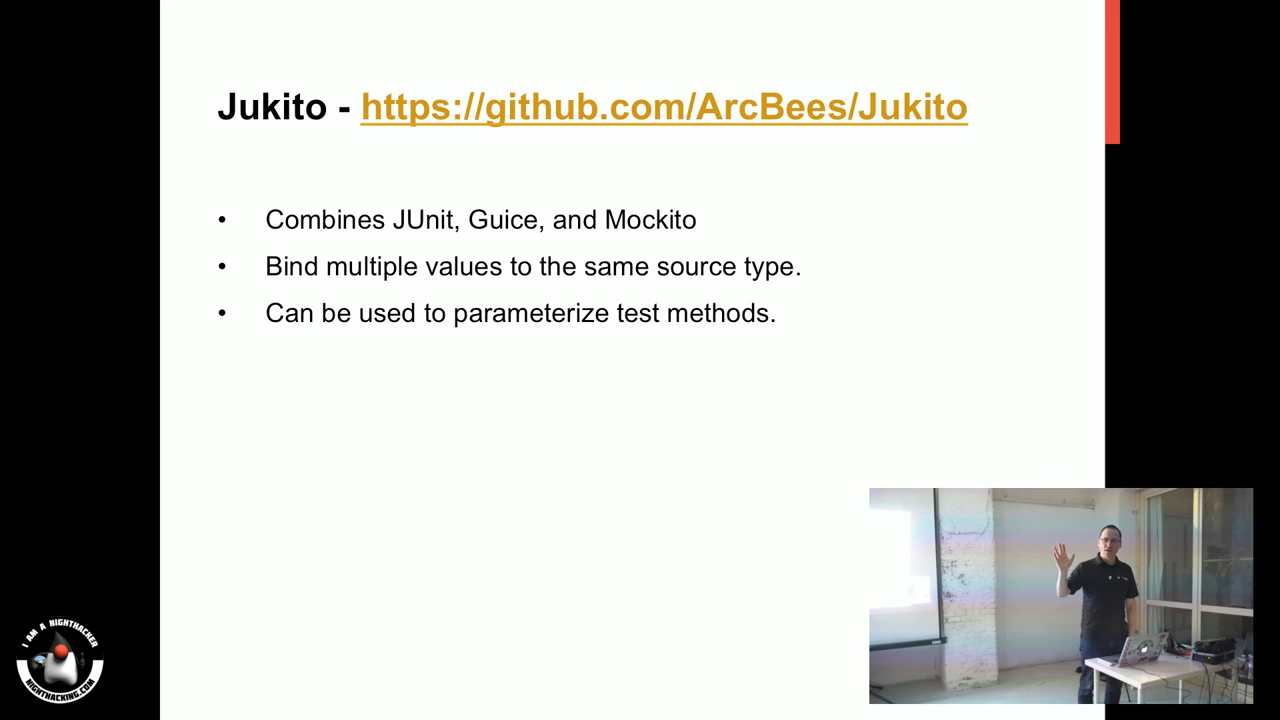 Jukito - https://github.com/ArcBees/Jukito
• Combines JUnit, Guice, and Mockito
• Bind multiple values to the same source type.
• Can be used to parameterize test methods.
I AM A NIGHTHACKER
NIGHTHACKING.COM